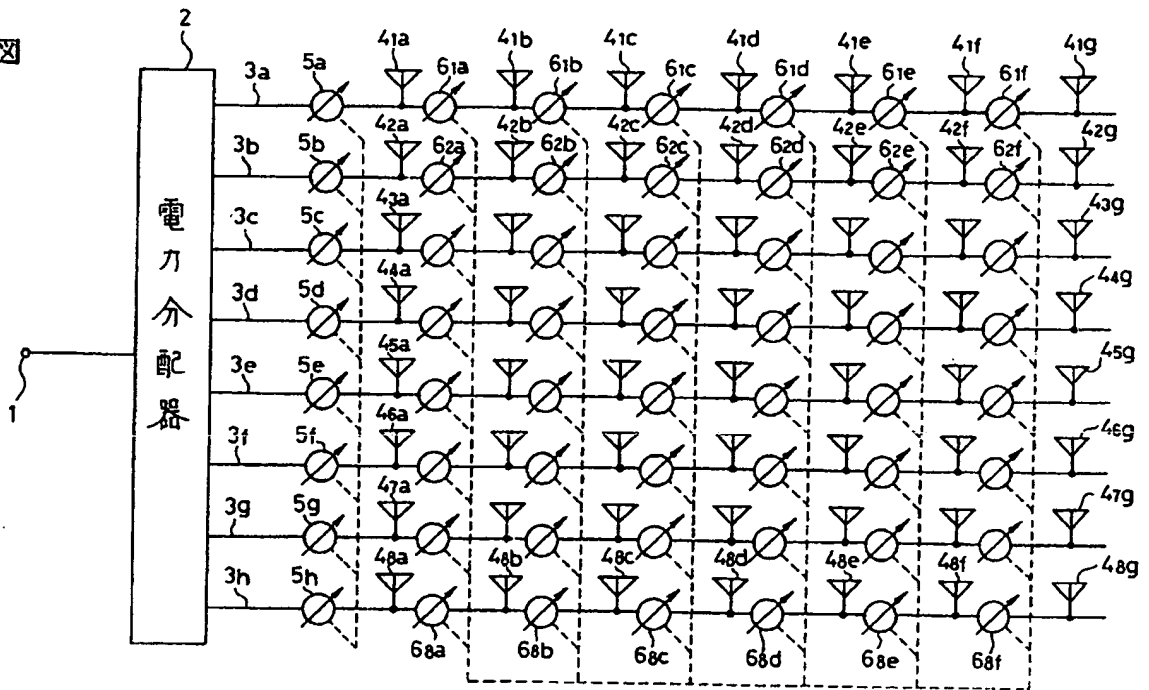 図
2
3a 5a 41a 61a 41b 61b 41c 61c 41d 61d 41e 61e 41f 61f 41g
3b 5b 42a 62a 42b 62b 42c 62c 42d 62d 42e 62e 42f 62f 42g
3c 5c 43a 43g
3d 5d 44a 44g
3e 5e 45a 45g
3f 5f 46a 46g
3g 5g 47a 47g
3h 5h 48a 48b 48c 48d 48e 48f 48g
68a 68b 68c 68d 68e 68f
電力分配器
1